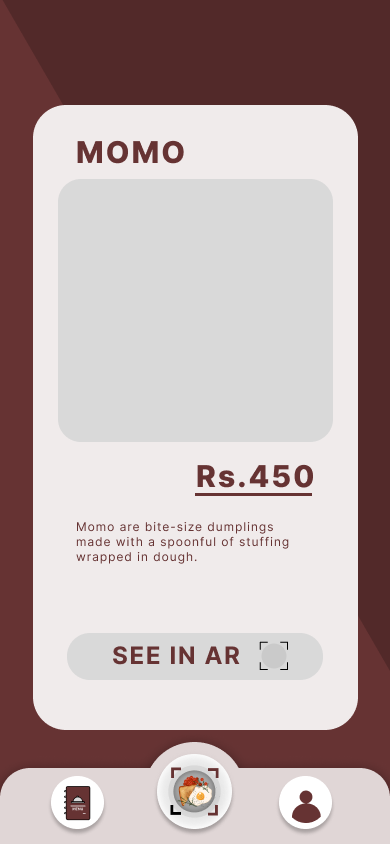 MOMO
Rs.450
Momo are bite-size dumplings
made with a spoonful of stuffing
wrapped in dough.
SEE IN AR
MENU